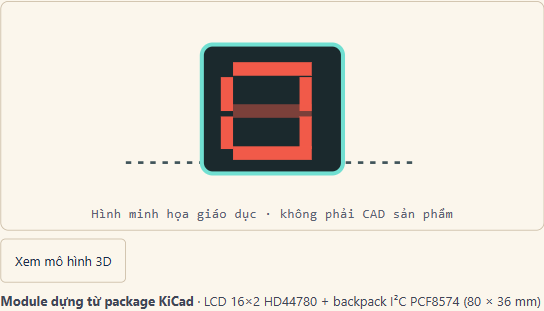 Hình minh họa giáo dục · không phải CAD sản phẩm
Xem mô hình 3D
Module dựng từ package KiCad · LCD 16×2 HD44780 + backpack I²C PCF8574 (80 × 36 mm)